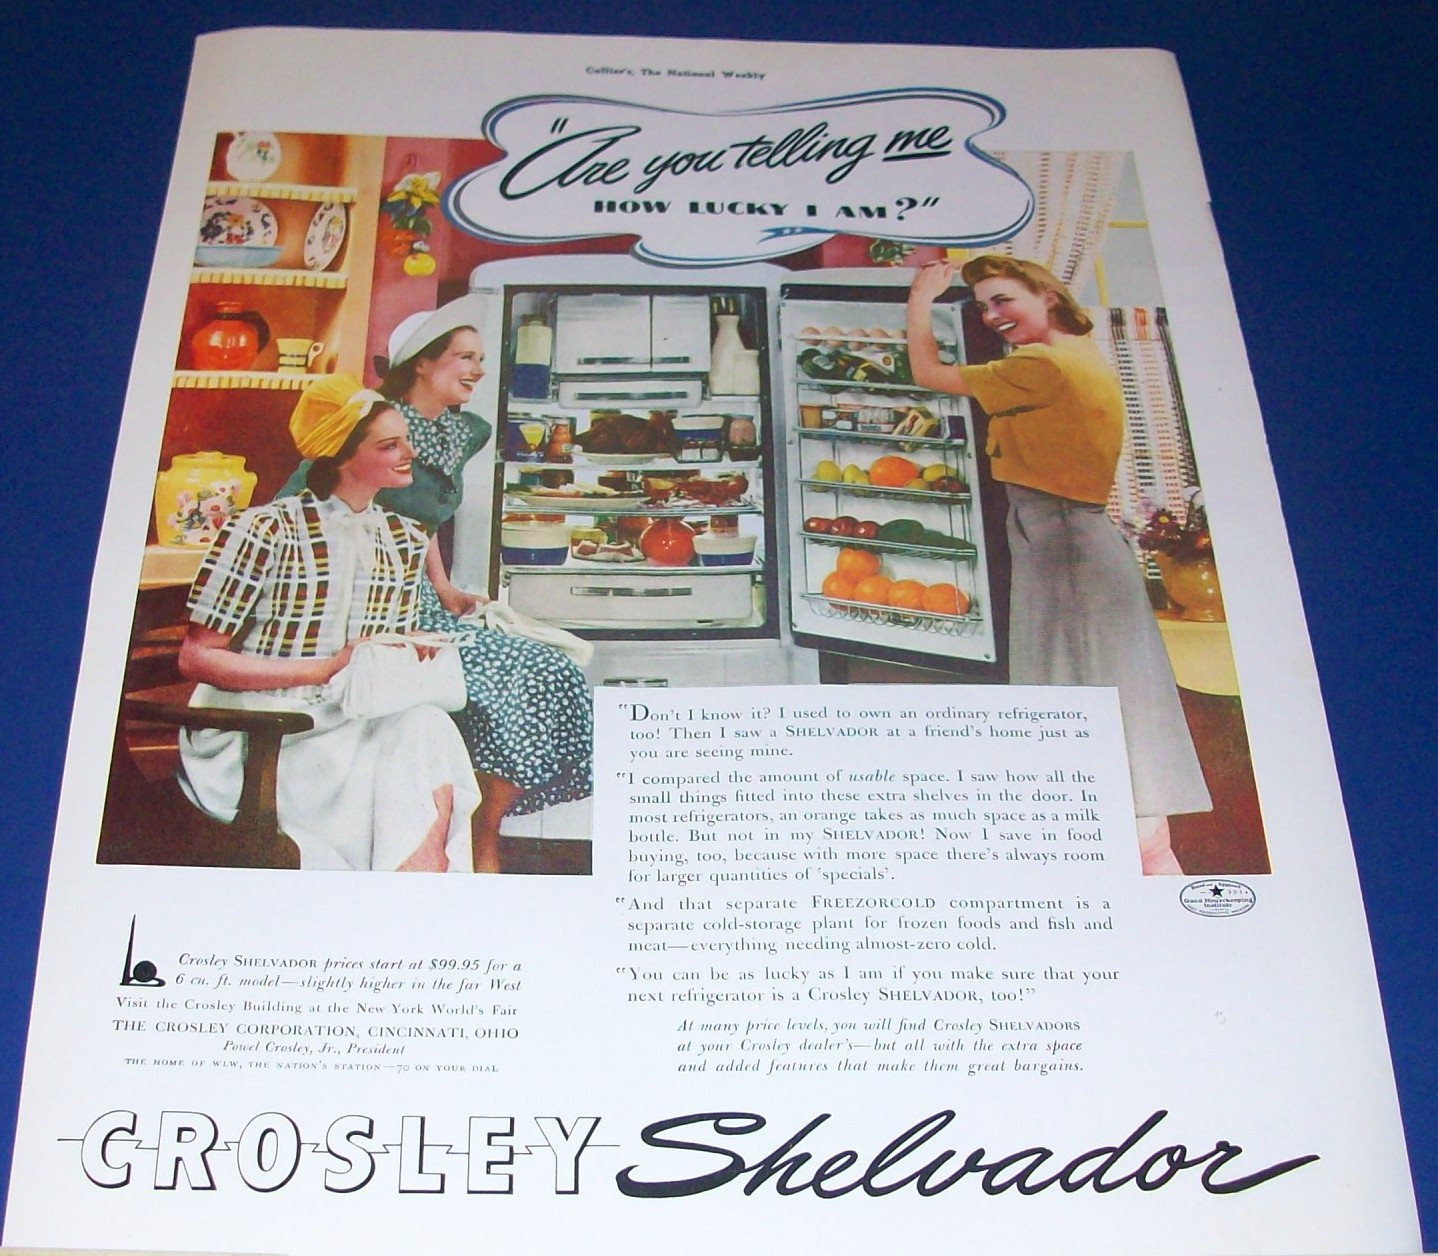 Collier's, The National Weekly
"Are you telling me
HOW LUCKY I AM?"
"Don't I know it? I used to own an ordinary refrigerator,
too! Then I saw a SHELVADOR at a friend's home just as
you are seeing mine.
"I compared the amount of usable space. I saw how all the
small things fitted into these extra shelves in the door. In
most refrigerators, an orange takes as much space as a milk
bottle. But not in my SHELVADOR! Now I save in food
buying, too, because with more space there's always room
for larger quantities of 'specials'.
"And that separate FREEZORCOLD compartment is a
separate cold-storage plant for frozen foods and fish and
meat—everything needing almost-zero cold.
"You can be as lucky as I am if you make sure that your
next refrigerator is a Crosley SHELVADOR, too!"
At many price levels, you will find Crosley SHELVADORS
at your Crosley dealer's—but all with the extra space
and added features that make them great bargains.
Good Housekeeping
Institute
Crosley SHELVADOR prices start at $99.95 for a
6 cu. ft. model—slightly higher in the far West
Visit the Crosley Building at the New York World's Fair
THE CROSLEY CORPORATION, CINCINNATI, OHIO
Powel Crosley, Jr., President
THE HOME OF WLW, THE NATION'S STATION—70 ON YOUR DIAL
CROSLEY Shelvador